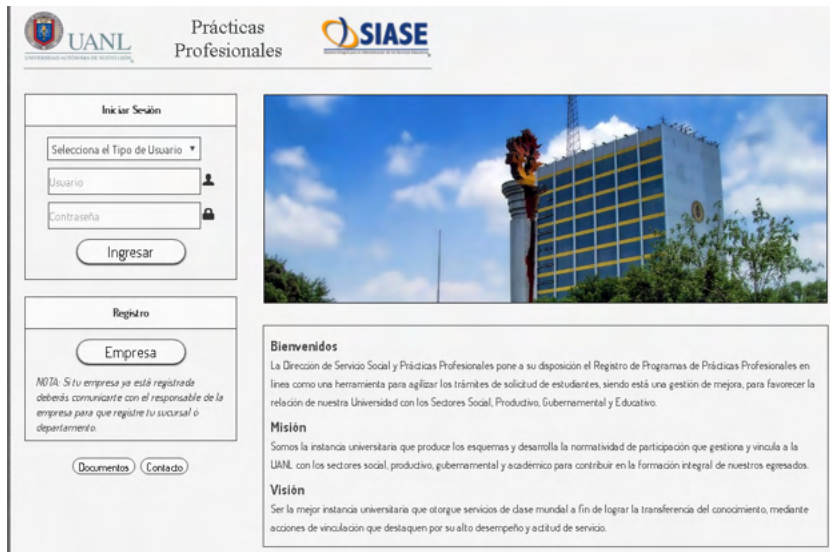 UANL
UNIVERSIDAD AUTÓNOMA DE NUEVO LEÓN
Prácticas
Profesionales
SIASE
Iniciar Sesión
Selecciona el Tipo de Usuario
Usuario
Contraseña
Ingresar
Registro
Empresa
NOTA: Si tu empresa ya está registrada
deberás comunicarte con el responsable de la
empresa para que registre tu sucursal ó
departamento.
Documentos
Contacto
Bienvenidos
La Dirección de Servicio Social y Prácticas Profesionales pone a su disposición el Registro de Programas de Prácticas Profesionales en
línea como una herramienta para agilizar los trámites de solicitud de estudiantes, siendo está una gestión de mejora, para favorecer la
relación de nuestra Universidad con los Sectores Social, Productivo, Gubernamental y Educativo.
Misión
Somos la instancia universitaria que produce los esquemas y desarrolla la normatividad de participación que gestiona y vincula a la
UANL con los sectores social, productivo, gubernamental y académico para contribuir en la formación integral de nuestros egresados.
Visión
Ser la mejor instancia universitaria que otorgue servicios de clase mundial a fin de lograr la transferencia del conocimiento, mediante
acciones de vinculación que destaquen por su alto desempeño y actitud de servicio.